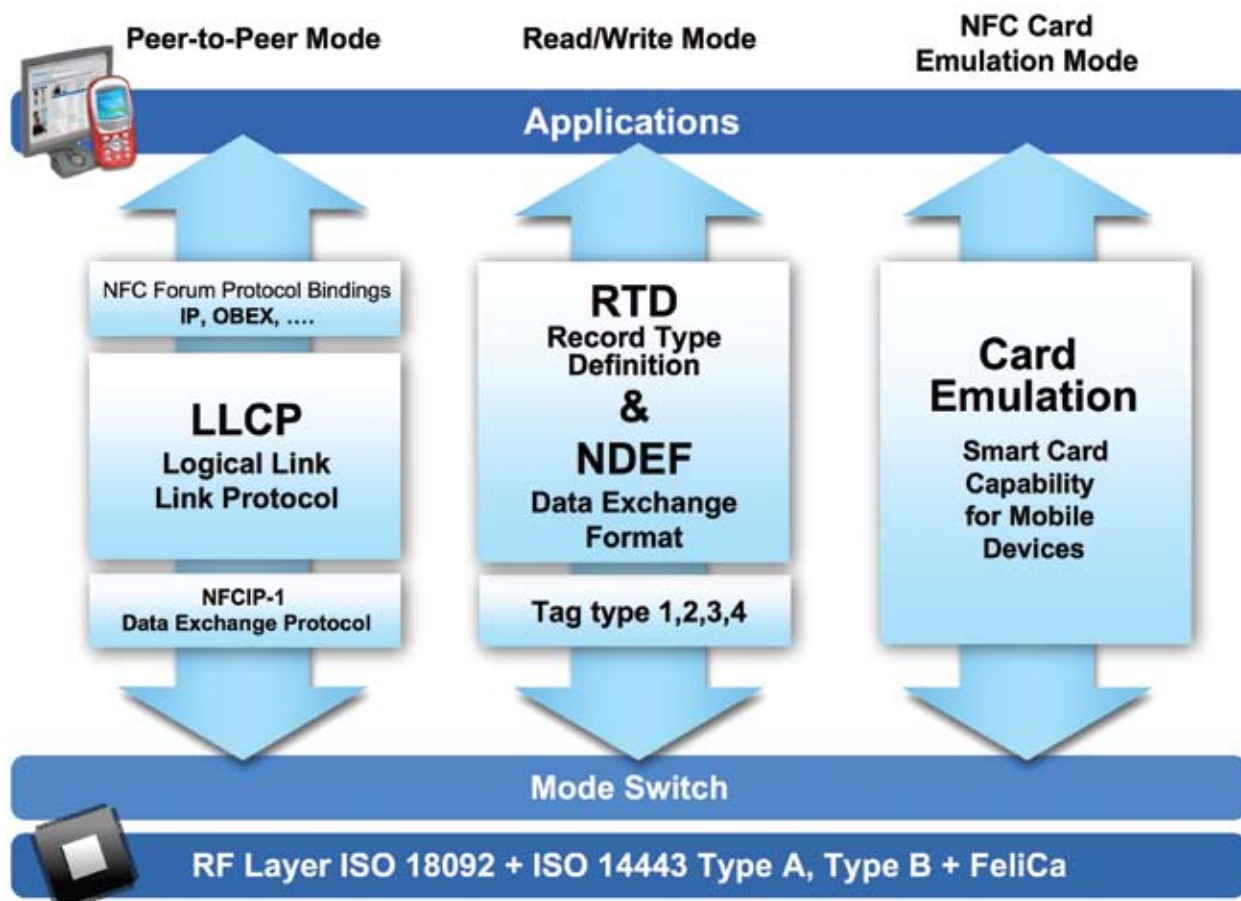 Peer-to-Peer Mode
Read/Write Mode
NFC Card
Emulation Mode
Applications
NFC Forum Protocol Bindings
IP, OBEX, ....
LLCP
Logical Link
Link Protocol
NFCIP-1
Data Exchange Protocol
RTD
Record Type
Definition
&
NDEF
Data Exchange
Format
Tag type 1,2,3,4
Card
Emulation
Smart Card
Capability
for Mobile
Devices
Mode Switch
RF Layer ISO 18092 + ISO 14443 Type A, Type B + FeliCa